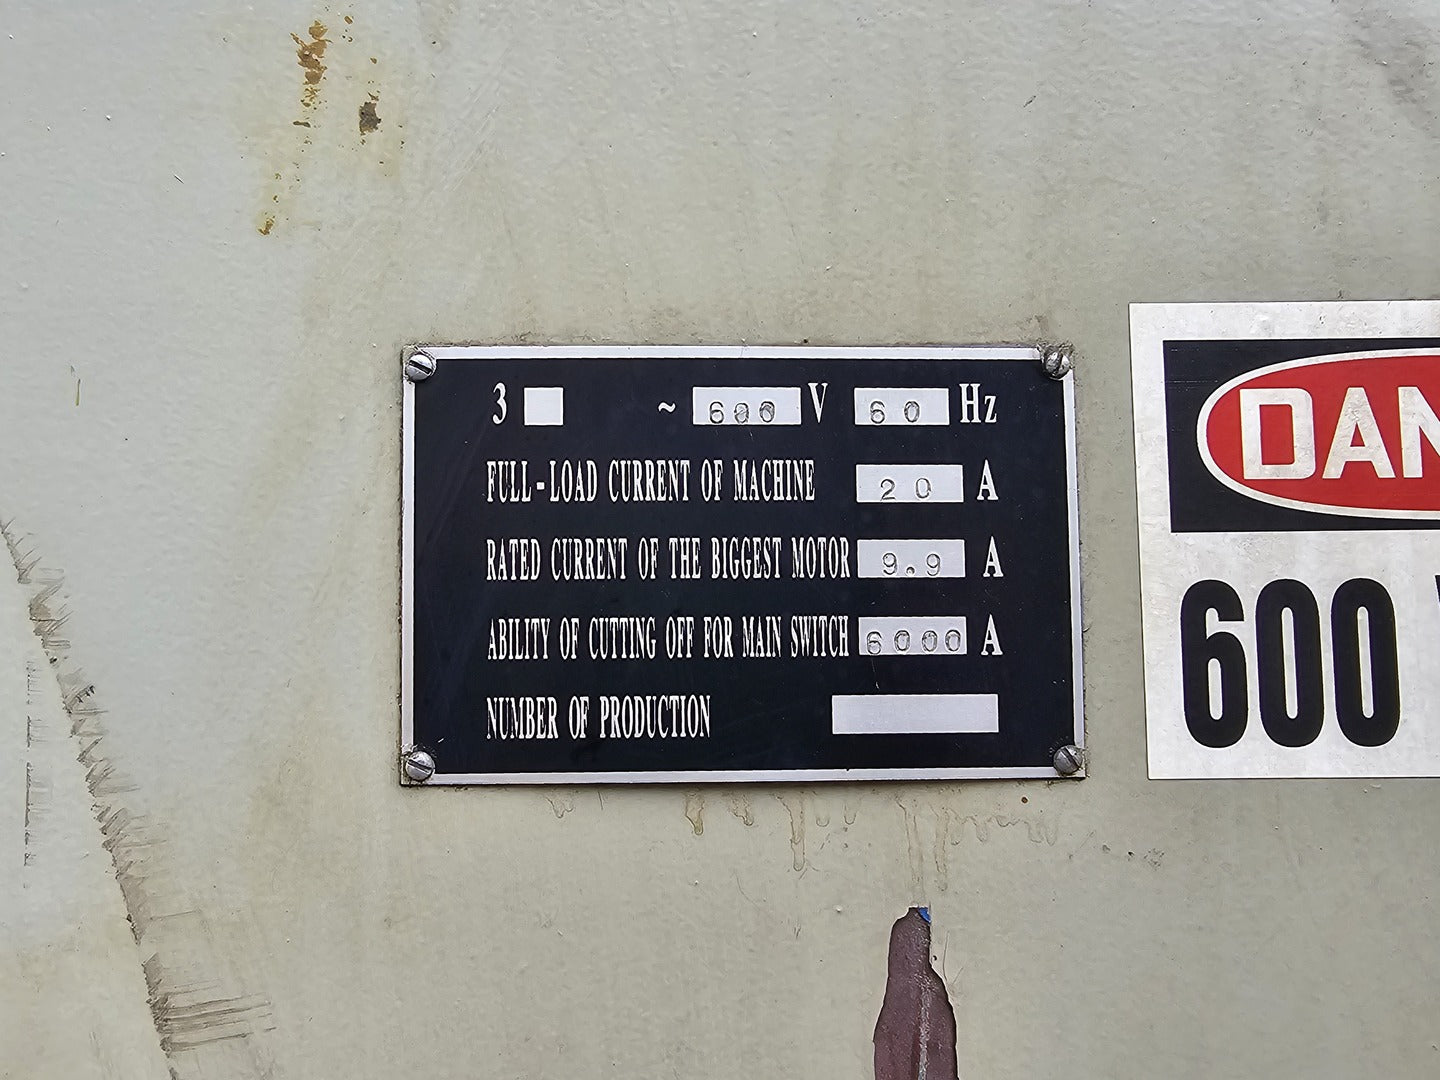 3 ~ 600 V 60 Hz
FULL-LOAD CURRENT OF MACHINE 20 A
RATED CURRENT OF THE BIGGEST MOTOR 9.9 A
ABILITY OF CUTTING OFF FOR MAIN SWITCH 6000 A
NUMBER OF PRODUCTION
DAN
600